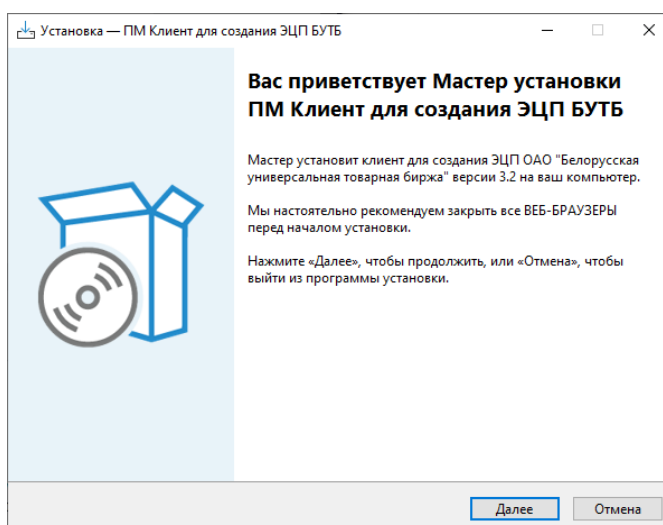 Установка — ПМ Клиент для создания ЭЦП БУТБ
Вас приветствует Мастер установки
ПМ Клиент для создания ЭЦП БУТБ
Мастер установит клиент для создания ЭЦП ОАО "Белорусская
универсальная товарная биржа" версии 3.2 на ваш компьютер.
Мы настоятельно рекомендуем закрыть все ВЕБ-БРАУЗЕРЫ
перед началом установки.
Нажмите «Далее», чтобы продолжить, или «Отмена», чтобы
выйти из программы установки.
Далее
Отмена